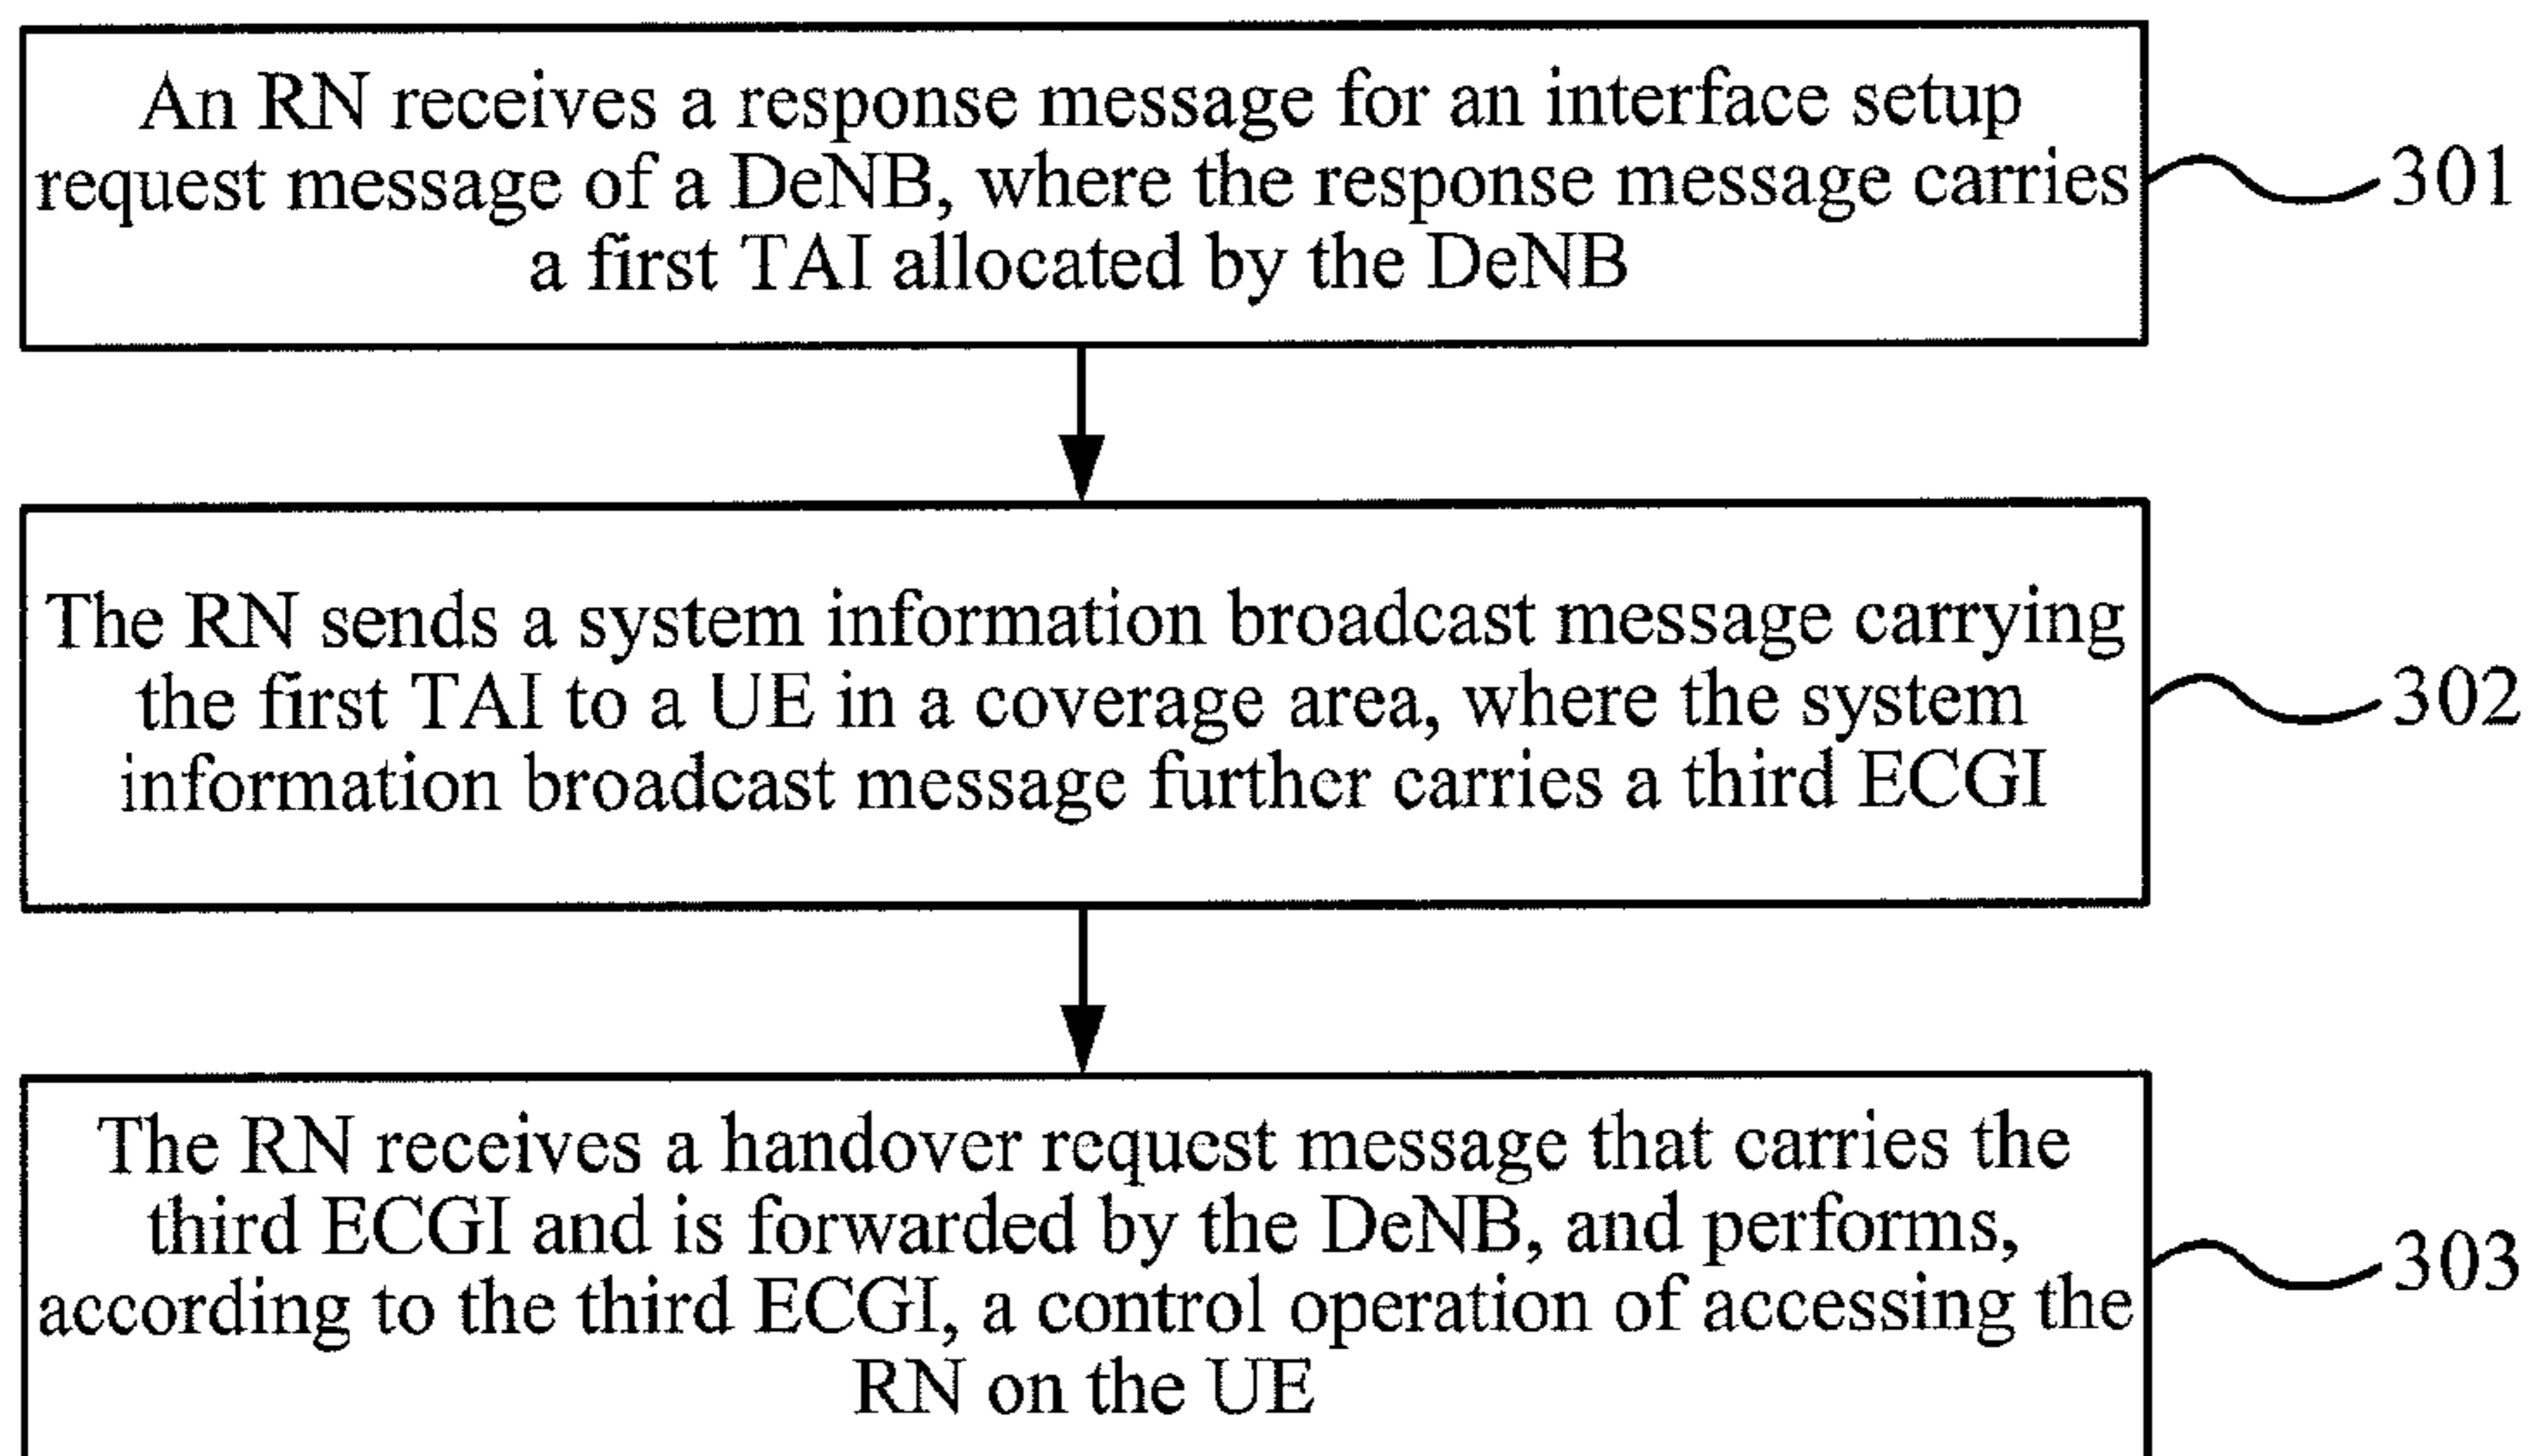 An RN receives a response message for an interface setup
request message of a DeNB, where the response message carries
a first TAI allocated by the DeNB
301
The RN sends a system information broadcast message carrying
the first TAI to a UE in a coverage area, where the system
information broadcast message further carries a third ECGI
302
The RN receives a handover request message that carries the
third ECGI and is forwarded by the DeNB, and performs,
according to the third ECGI, a control operation of accessing the
RN on the UE
303